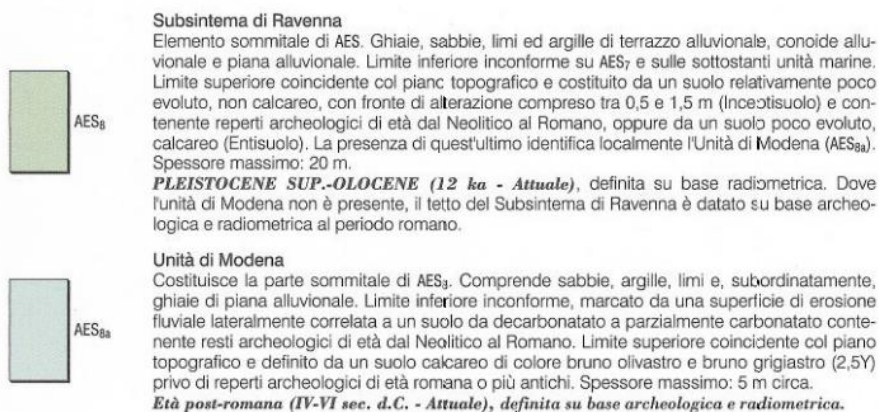 Subsintema di Ravenna
Elemento sommitale di AES. Ghiaie, sabbie, limi ed argille di terrazzo alluvionale, conoide allu-
vionale e piana alluvionale. Limite inferiore inconforme su AES₇ e sulle sottostanti unità marine.
Limite superiore coincidente col piano topografico e costituito da un suolo relativamente poco
evoluto, non calcareo, con fronte di alterazione compreso tra 0,5 e 1,5 m (Inceptisuolo) e con-
tenente reperti archeologici di età dal Neolitico al Romano, oppure da un suolo poco evoluto,
AES₈
calcareo (Entisuolo). La presenza di quest'ultimo identifica localmente l'Unità di Modena (AES₈ₐ).
Spessore massimo: 20 m.
PLEISTOCENE SUP.-OLOCENE (12 ka - Attuale), definita su base radiometrica. Dove
l'unità di Modena non è presente, il tetto del Subsintema di Ravenna è datato su base archeo-
logica e radiometrica al periodo romano.
Unità di Modena
Costituisce la parte sommitale di AES₈. Comprende sabbie, argille, limi e, subordinatamente,
ghiaie di piana alluvionale. Limite inferiore inconforme, marcato da una superficie di erosione
fluviale lateralmente correlata a un suolo da decarbonatato a parzialmente carbonatato conte-
AES₈ₐ
nente resti archeologici di età dal Neolitico al Romano. Limite superiore coincidente col piano
topografico e definito da un suolo calcareo di colore bruno olivastro e bruno grigiastro (2,5Y)
privo di reperti archeologici di età romana o più antichi. Spessore massimo: 5 m circa.
Età post-romana (IV-VI sec. d.C. - Attuale), definita su base archeologica e radiometrica.